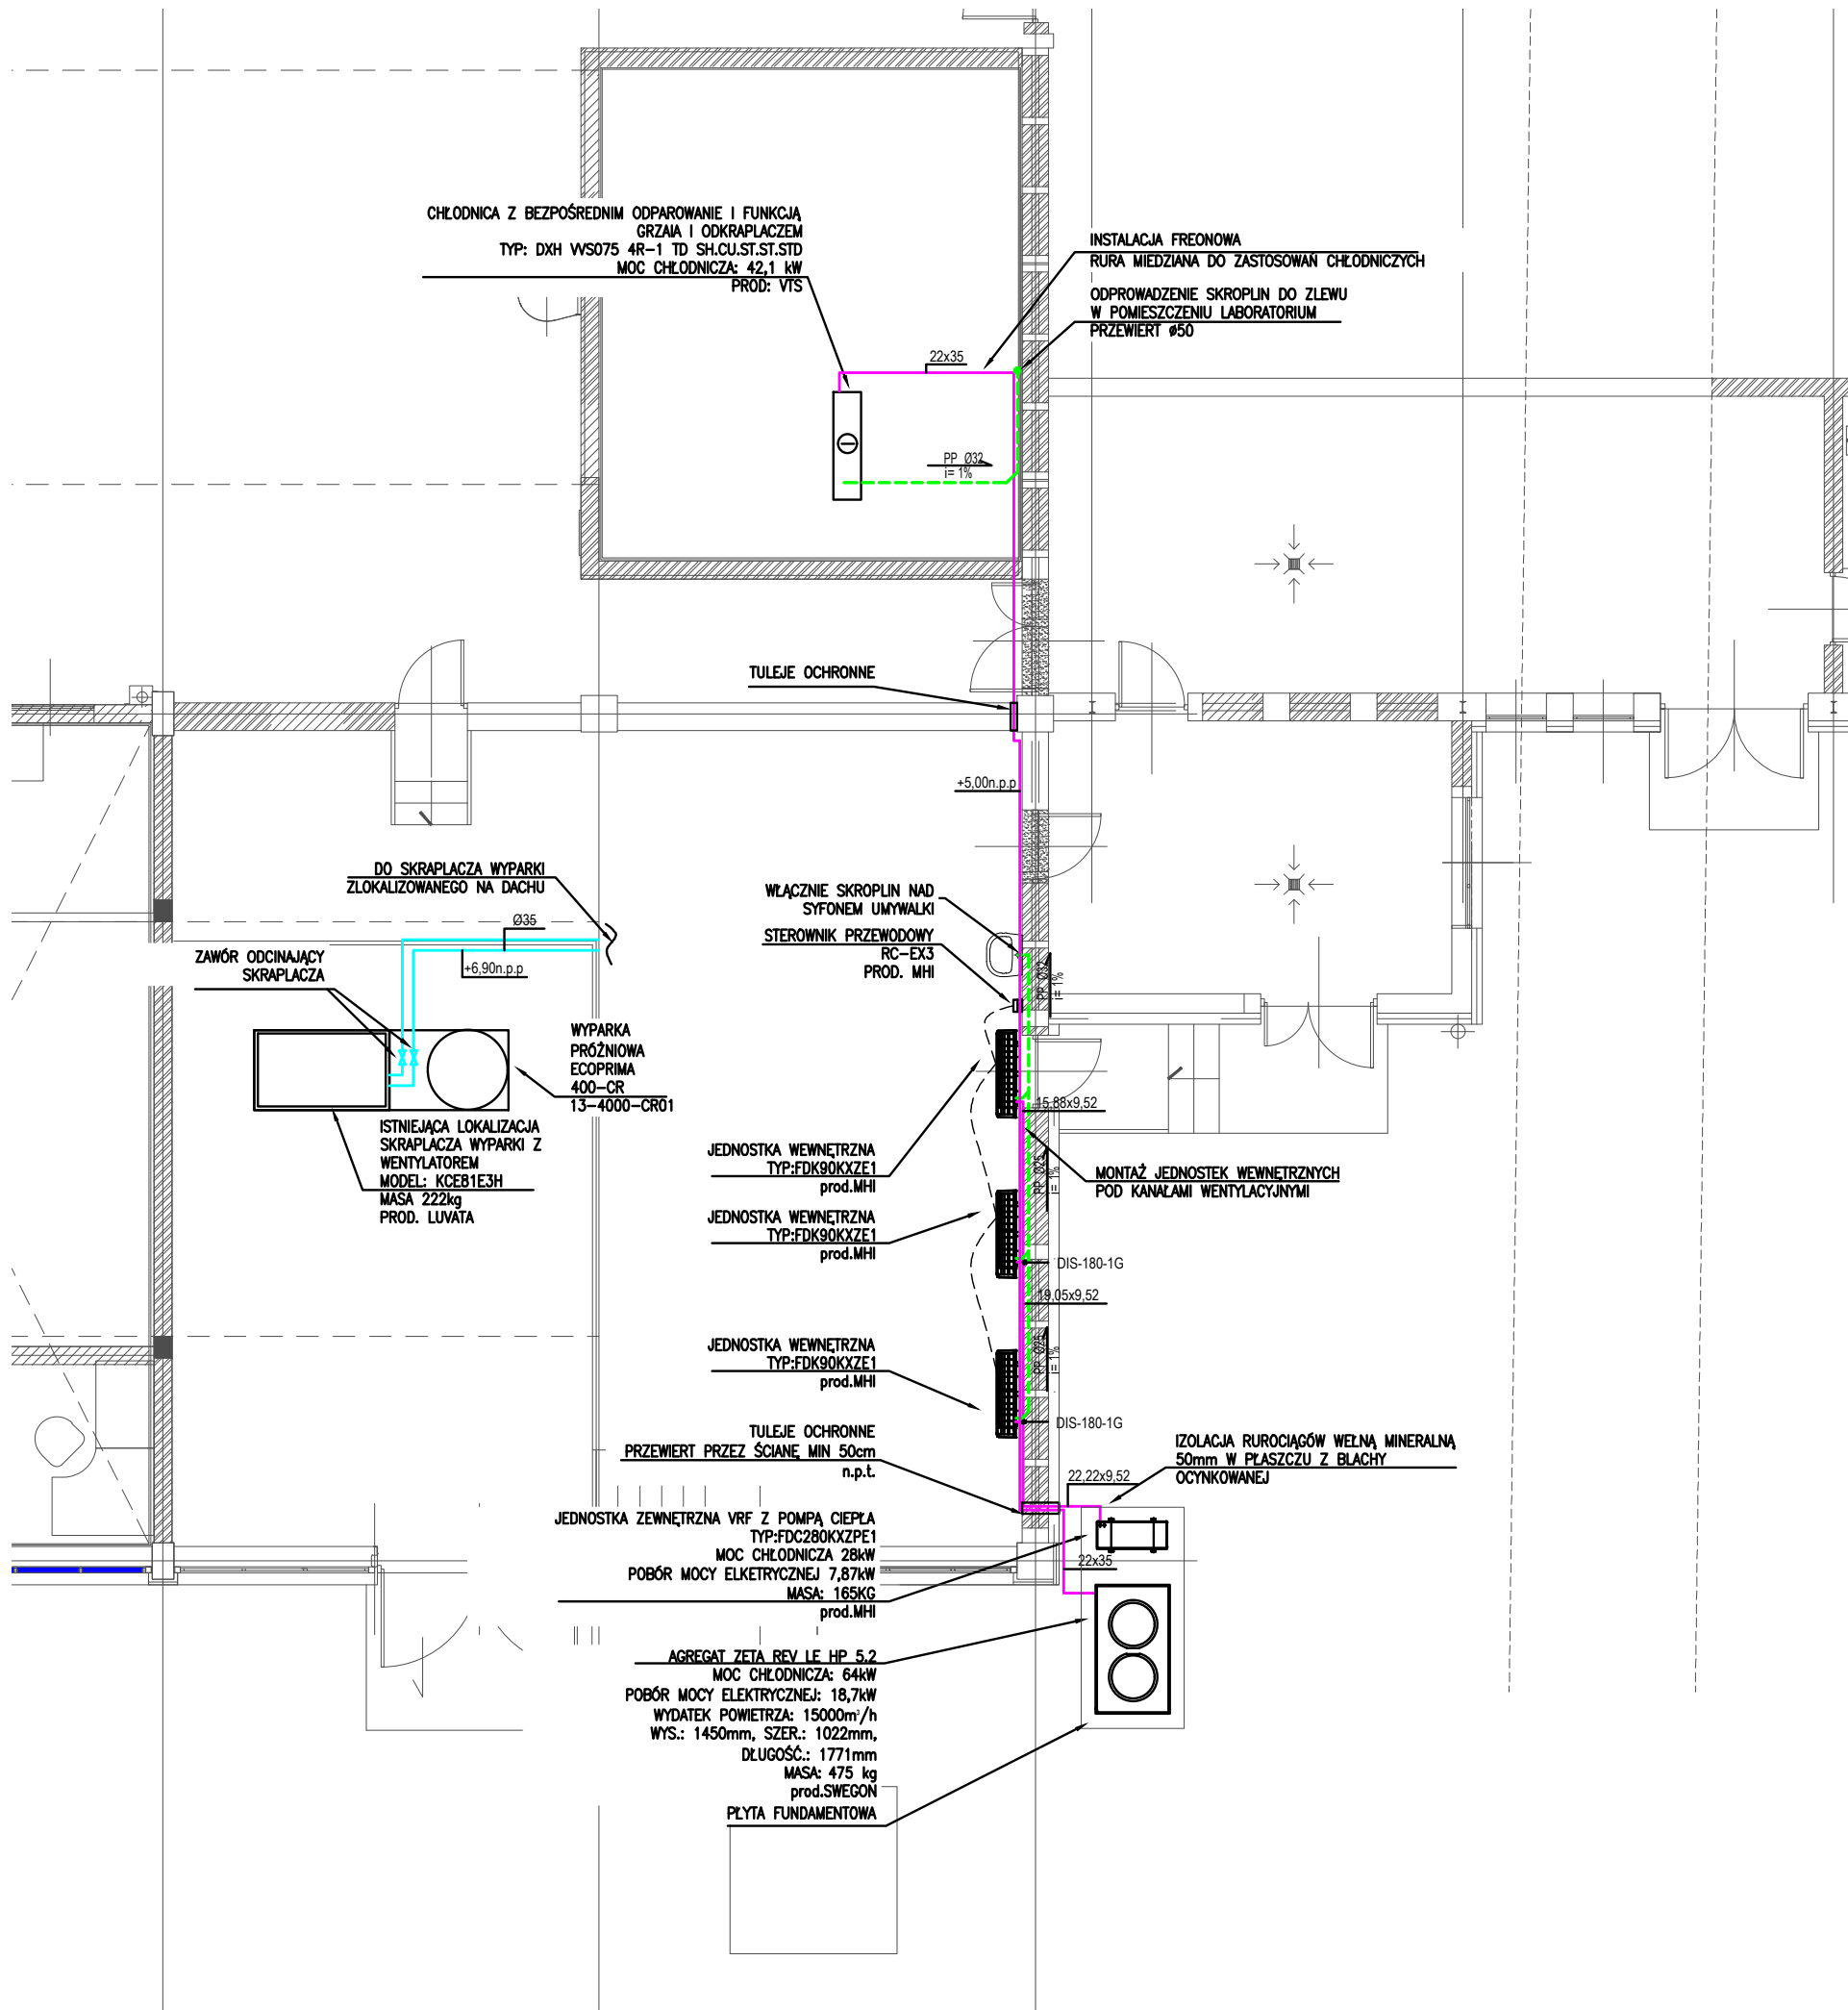 CHŁODNICA Z BEZPOŚREDNIM ODPAROWANIE I FUNKCJĄ
GRZAIA I ODKRAPLACZEM
TYP: DXH VVS075 4R-1 TD SH.CU.ST.ST.STD
MOC CHŁODNICZA: 42,1 kW
PROD: VTS
INSTALACJA FREONOWA
RURA MIEDZIANA DO ZASTOSOWAŃ CHŁODNICZYCH
ODPROWADZENIE SKROPLIN DO ZLEWU
W POMIESZCZENIU LABORATORIUM
PRZEWIERT ø50
22x35
PP Ø32
i= 1%
TULEJE OCHRONNE
+5,00n.p.p
DO SKRAPLACZA WYPARKI
ZLOKALIZOWANEGO NA DACHU
Ø35
+6,90n.p.p
ZAWÓR ODCINAJĄCY
SKRAPLACZA
WŁĄCZNIE SKROPLIN NAD
SYFONEM UMYWALKI
STEROWNIK PRZEWODOWY
RC-EX3
PROD. MHI
PP Ø32
i= 1%
WYPARKA
PRÓŻNIOWA
ECOPRIMA
400-CR
13-4000-CR01
ISTNIEJĄCA LOKALIZACJA
SKRAPLACZA WYPARKI Z
WENTYLATOREM
MODEL: KCE81E3H
MASA 222kg
PROD. LUVATA
15,88x9,52
JEDNOSTKA WEWNĘTRZNA
TYP:FDK90KXZE1
prod.MHI
PP Ø25
i= 1%
MONTAŻ JEDNOSTEK WEWNĘTRZNYCH
POD KANAŁAMI WENTYLACYJNYMI
JEDNOSTKA WEWNĘTRZNA
TYP:FDK90KXZE1
prod.MHI
DIS-180-1G
19,05x9,52
JEDNOSTKA WEWNĘTRZNA
TYP:FDK90KXZE1
prod.MHI
PP Ø25
i= 1%
DIS-180-1G
TULEJE OCHRONNE
PRZEWIERT PRZEZ ŚCIANĘ MIN 50cm
n.p.t.
IZOLACJA RUROCIĄGÓW WEŁNĄ MINERALNĄ
50mm W PŁASZCZU Z BLACHY
OCYNKOWANEJ
22,22x9,52
JEDNOSTKA ZEWNĘTRZNA VRF Z POMPĄ CIEPŁA
TYP:FDC280KXZPE1
MOC CHŁODNICZA 28kW
POBÓR MOCY ELKETRYCZNEJ 7,87kW
MASA: 165KG
prod.MHI
22x35
AGREGAT ZETA REV LE HP 5.2
MOC CHŁODNICZA: 64kW
POBÓR MOCY ELEKTRYCZNEJ: 18,7kW
WYDATEK POWIETRZA: 15000m³/h
WYS.: 1450mm, SZER.: 1022mm,
DŁUGOŚĆ.: 1771mm
MASA: 475 kg
prod.SWEGON
PŁYTA FUNDAMENTOWA